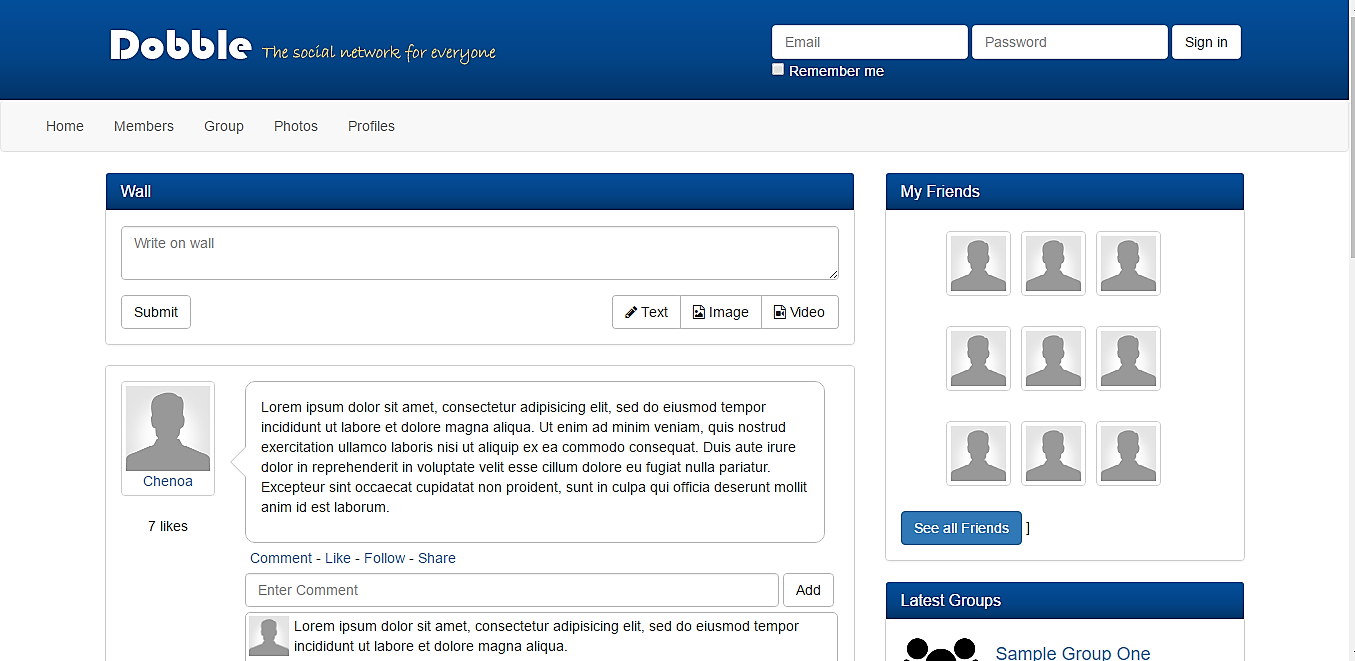 Dobble The social network for everyone
Email Password Sign in
Remember me
Home Members Group Photos Profiles
Wall
Write on wall
Submit Text Image Video
Chenoa
7 likes
Lorem ipsum dolor sit amet, consectetur adipisicing elit, sed do eiusmod tempor
incididunt ut labore et dolore magna aliqua. Ut enim ad minim veniam, quis nostrud
exercitation ullamco laboris nisi ut aliquip ex ea commodo consequat. Duis aute irure
dolor in reprehenderit in voluptate velit esse cillum dolore eu fugiat nulla pariatur.
Excepteur sint occaecat cupidatat non proident, sunt in culpa qui officia deserunt mollit
anim id est laborum.
Comment - Like - Follow - Share
Enter Comment Add
Lorem ipsum dolor sit amet, consectetur adipisicing elit, sed do eiusmod tempor
incididunt ut labore et dolore magna aliqua.
My Friends
See all Friends ]
Latest Groups
Sample Group One